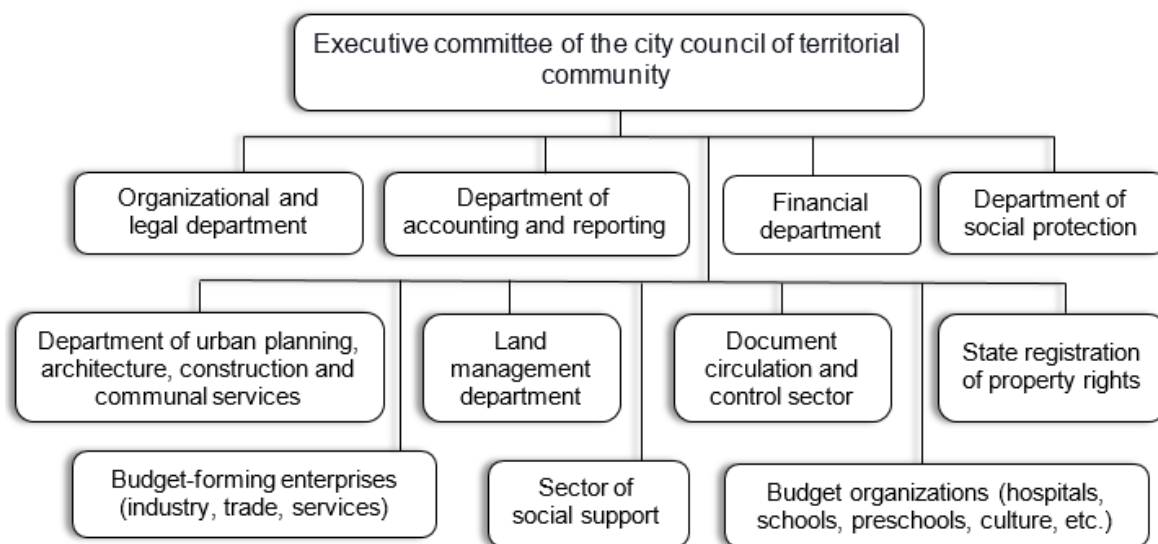 Executive committee of the city council of territorial
community
Organizational and
legal department
Department of
accounting and reporting
Financial
department
Department of
social protection
Department of urban planning,
architecture, construction and
communal services
Land
management
department
Document
circulation and
control sector
State registration
of property rights
Budget-forming enterprises
(industry, trade, services)
Sector of
social support
Budget organizations (hospitals,
schools, preschools, culture, etc.)